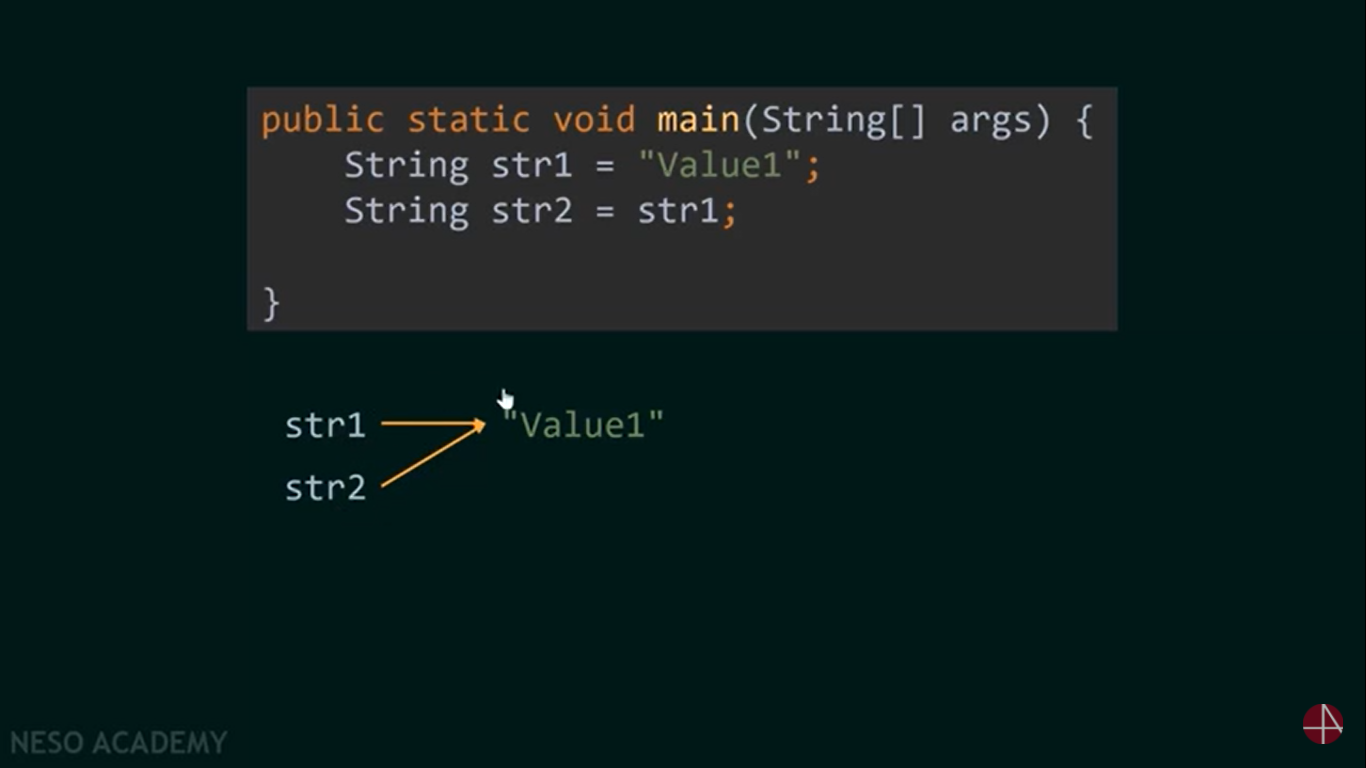 public static void main(String[] args) {
    String str1 = "Value1";
    String str2 = str1;
}
str1 "Value1"
str2
NESO ACADEMY